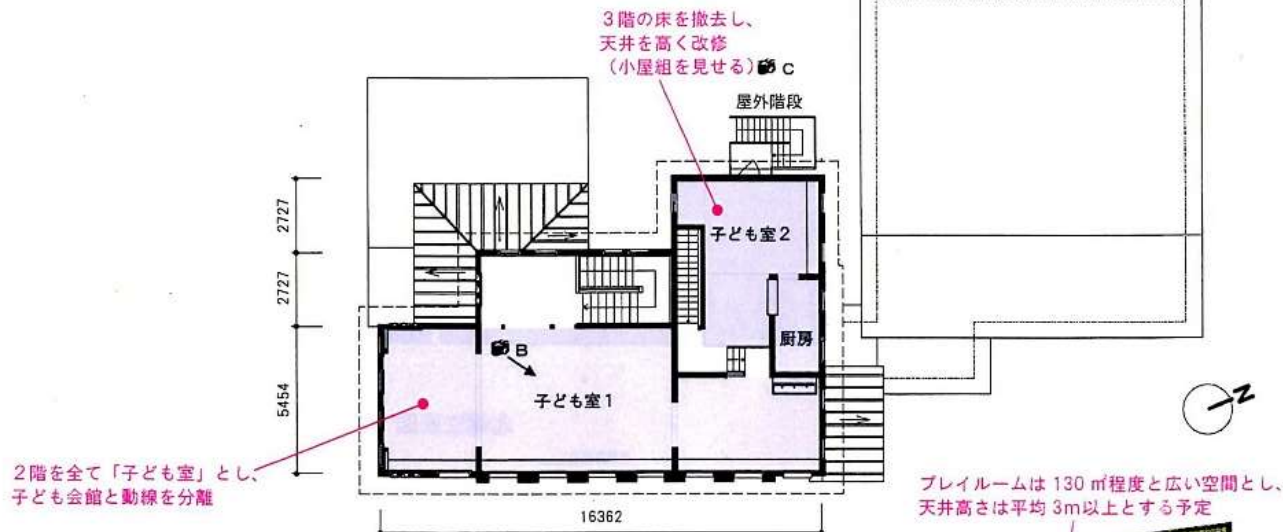 3階の床を撤去し、
天井を高く改修
(小屋組を見せる)
C
屋外階段
2727
2727
5454
子ども室2
厨房
B
子ども室1
N
2階を全て「子ども室」とし、
子ども会館と動線を分離
16362
プレイルームは 130 ㎡程度と広い空間とし、
天井高さは平均 3m以上とする予定